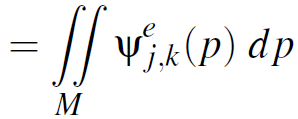 = ∬_M ψ^e_{j,k}(p) dp